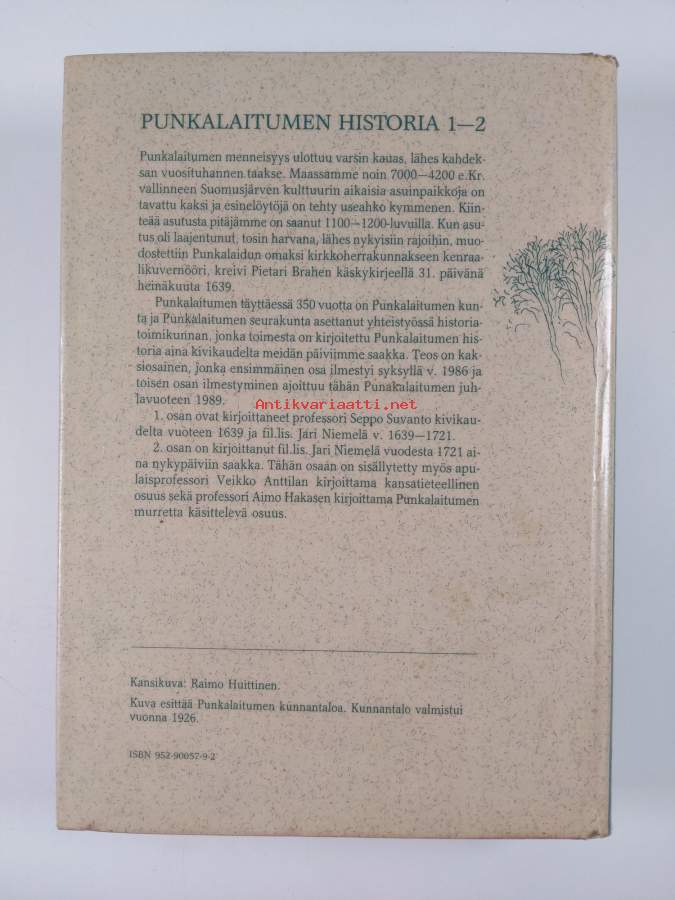 PUNKALAITUMEN HISTORIA 1—2
Punkalaitumen menneisyys ulottuu varsin kauas, lähes kahdek-
san vuosituhannen taakse. Maassamme noin 7000—4200 e.Kr.
vallinneen Suomusjärven kulttuurin aikaisia asuinpaikkoja on
tavattu kaksi ja esinelöytöjä on tehty useahko kymmenen. Kiin-
teää asutusta pitäjämme on saanut 1100—1200-luvuilla. Kun asu-
tus oli laajentunut, tosin harvana, lähes nykyisiin rajoihin, muo-
dostettiin Punkalaidun omaksi kirkkoherrakunnakseen kenraa-
likuvernööri, kreivi Pietari Brahen käskykirjeellä 31. päivänä
heinäkuuta 1639.
Punkalaitumen täyttäessä 350 vuotta on Punkalaitumen kun-
ta ja Punkalaitumen seurakunta asettanut yhteistyössä historia-
toimikunnan, jonka toimesta on kirjoitettu Punkalaitumen his-
toria aina kivikaudelta meidän päiviimme saakka. Teos on kak-
siosainen, jonka ensimmäinen osa ilmestyi syksyllä v. 1986 ja
toisen osan ilmestyminen ajoittuu tähän Punakalaitumen juh-
lavuoteen 1989.
Antikvariaatti.net
1. osan ovat kirjoittaneet professori Seppo Suvanto kivikau-
delta vuoteen 1639 ja fil.lis. Jari Niemelä v. 1639—1721.
2. osan on kirjoittanut fil.lis. Jari Niemelä vuodesta 1721 ai-
na nykypäiviin saakka. Tähän osaan on sisällytetty myös apu-
laisprofessori Veikko Anttilan kirjoittama kansatieteellinen
osuus sekä professori Aimo Hakasen kirjoittama Punkalaitumen
murretta käsittelevä osuus.
Kansikuva: Raimo Huittinen.
Kuva esittää Punkalaitumen kunnantaloa. Kunnantalo valmistui
vuonna 1926.
ISBN 952-90057-9-2